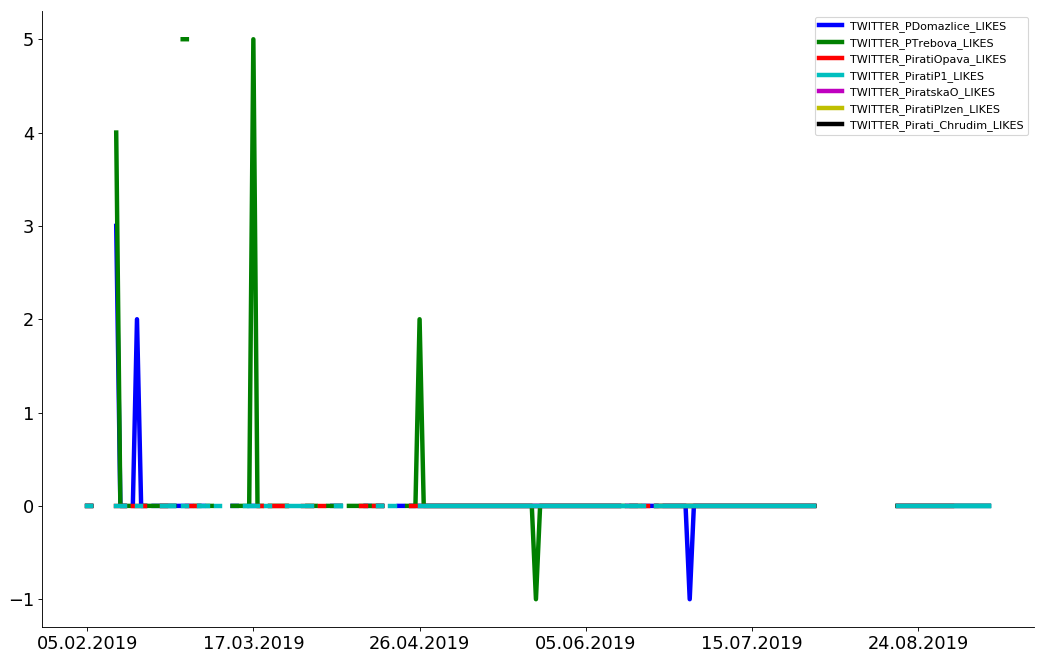 TWITTER_PDomazlice_LIKES
TWITTER_PTrebova_LIKES
TWITTER_PiratiOpava_LIKES
TWITTER_PiratiP1_LIKES
TWITTER_PiratskaO_LIKES
TWITTER_PiratiPlzen_LIKES
TWITTER_Pirati_Chrudim_LIKES
5
4
3
2
1
0
−1
05.02.2019 17.03.2019 26.04.2019 05.06.2019 15.07.2019 24.08.2019